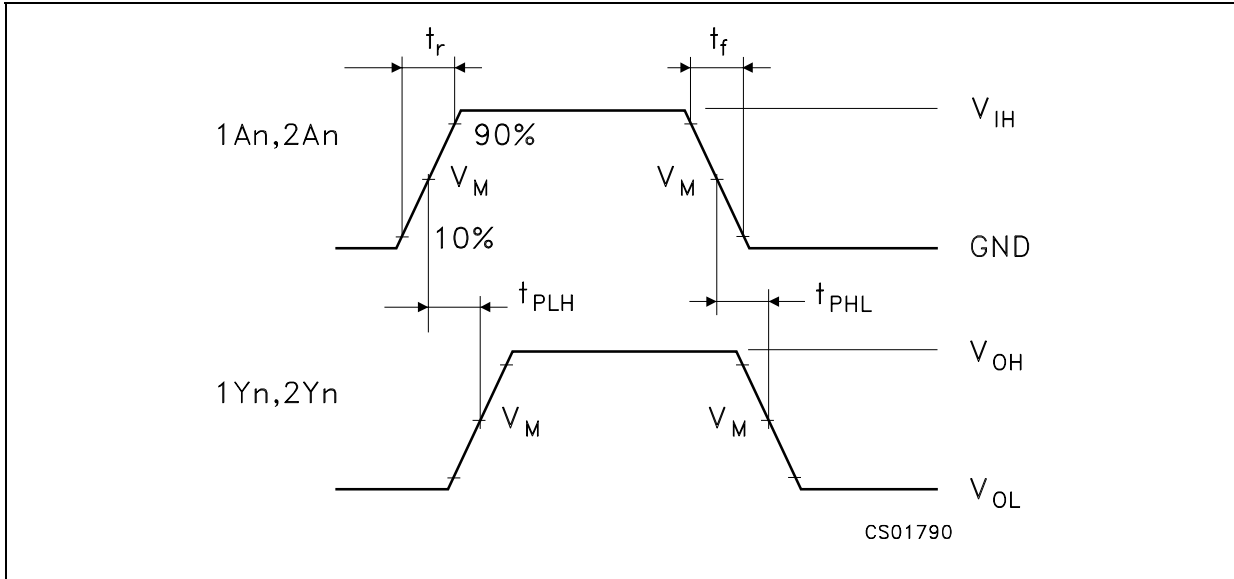 tr tf
VIH
1An,2An 90%
VM VM
10% GND
tPLH tPHL
VOH
1Yn,2Yn
VM VM
VOL
CS01790